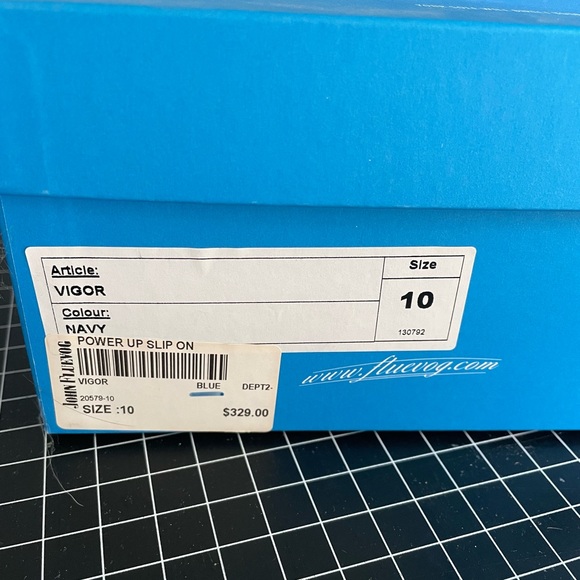 Article:
VIGOR
Size
10
130792
Colour:
NAVY
JOHN FLUEVOG
POWER UP SLIP ON
VIGOR BLUE DEPT2-
20579-10
SIZE :10 $329.00
www.fluevog.com